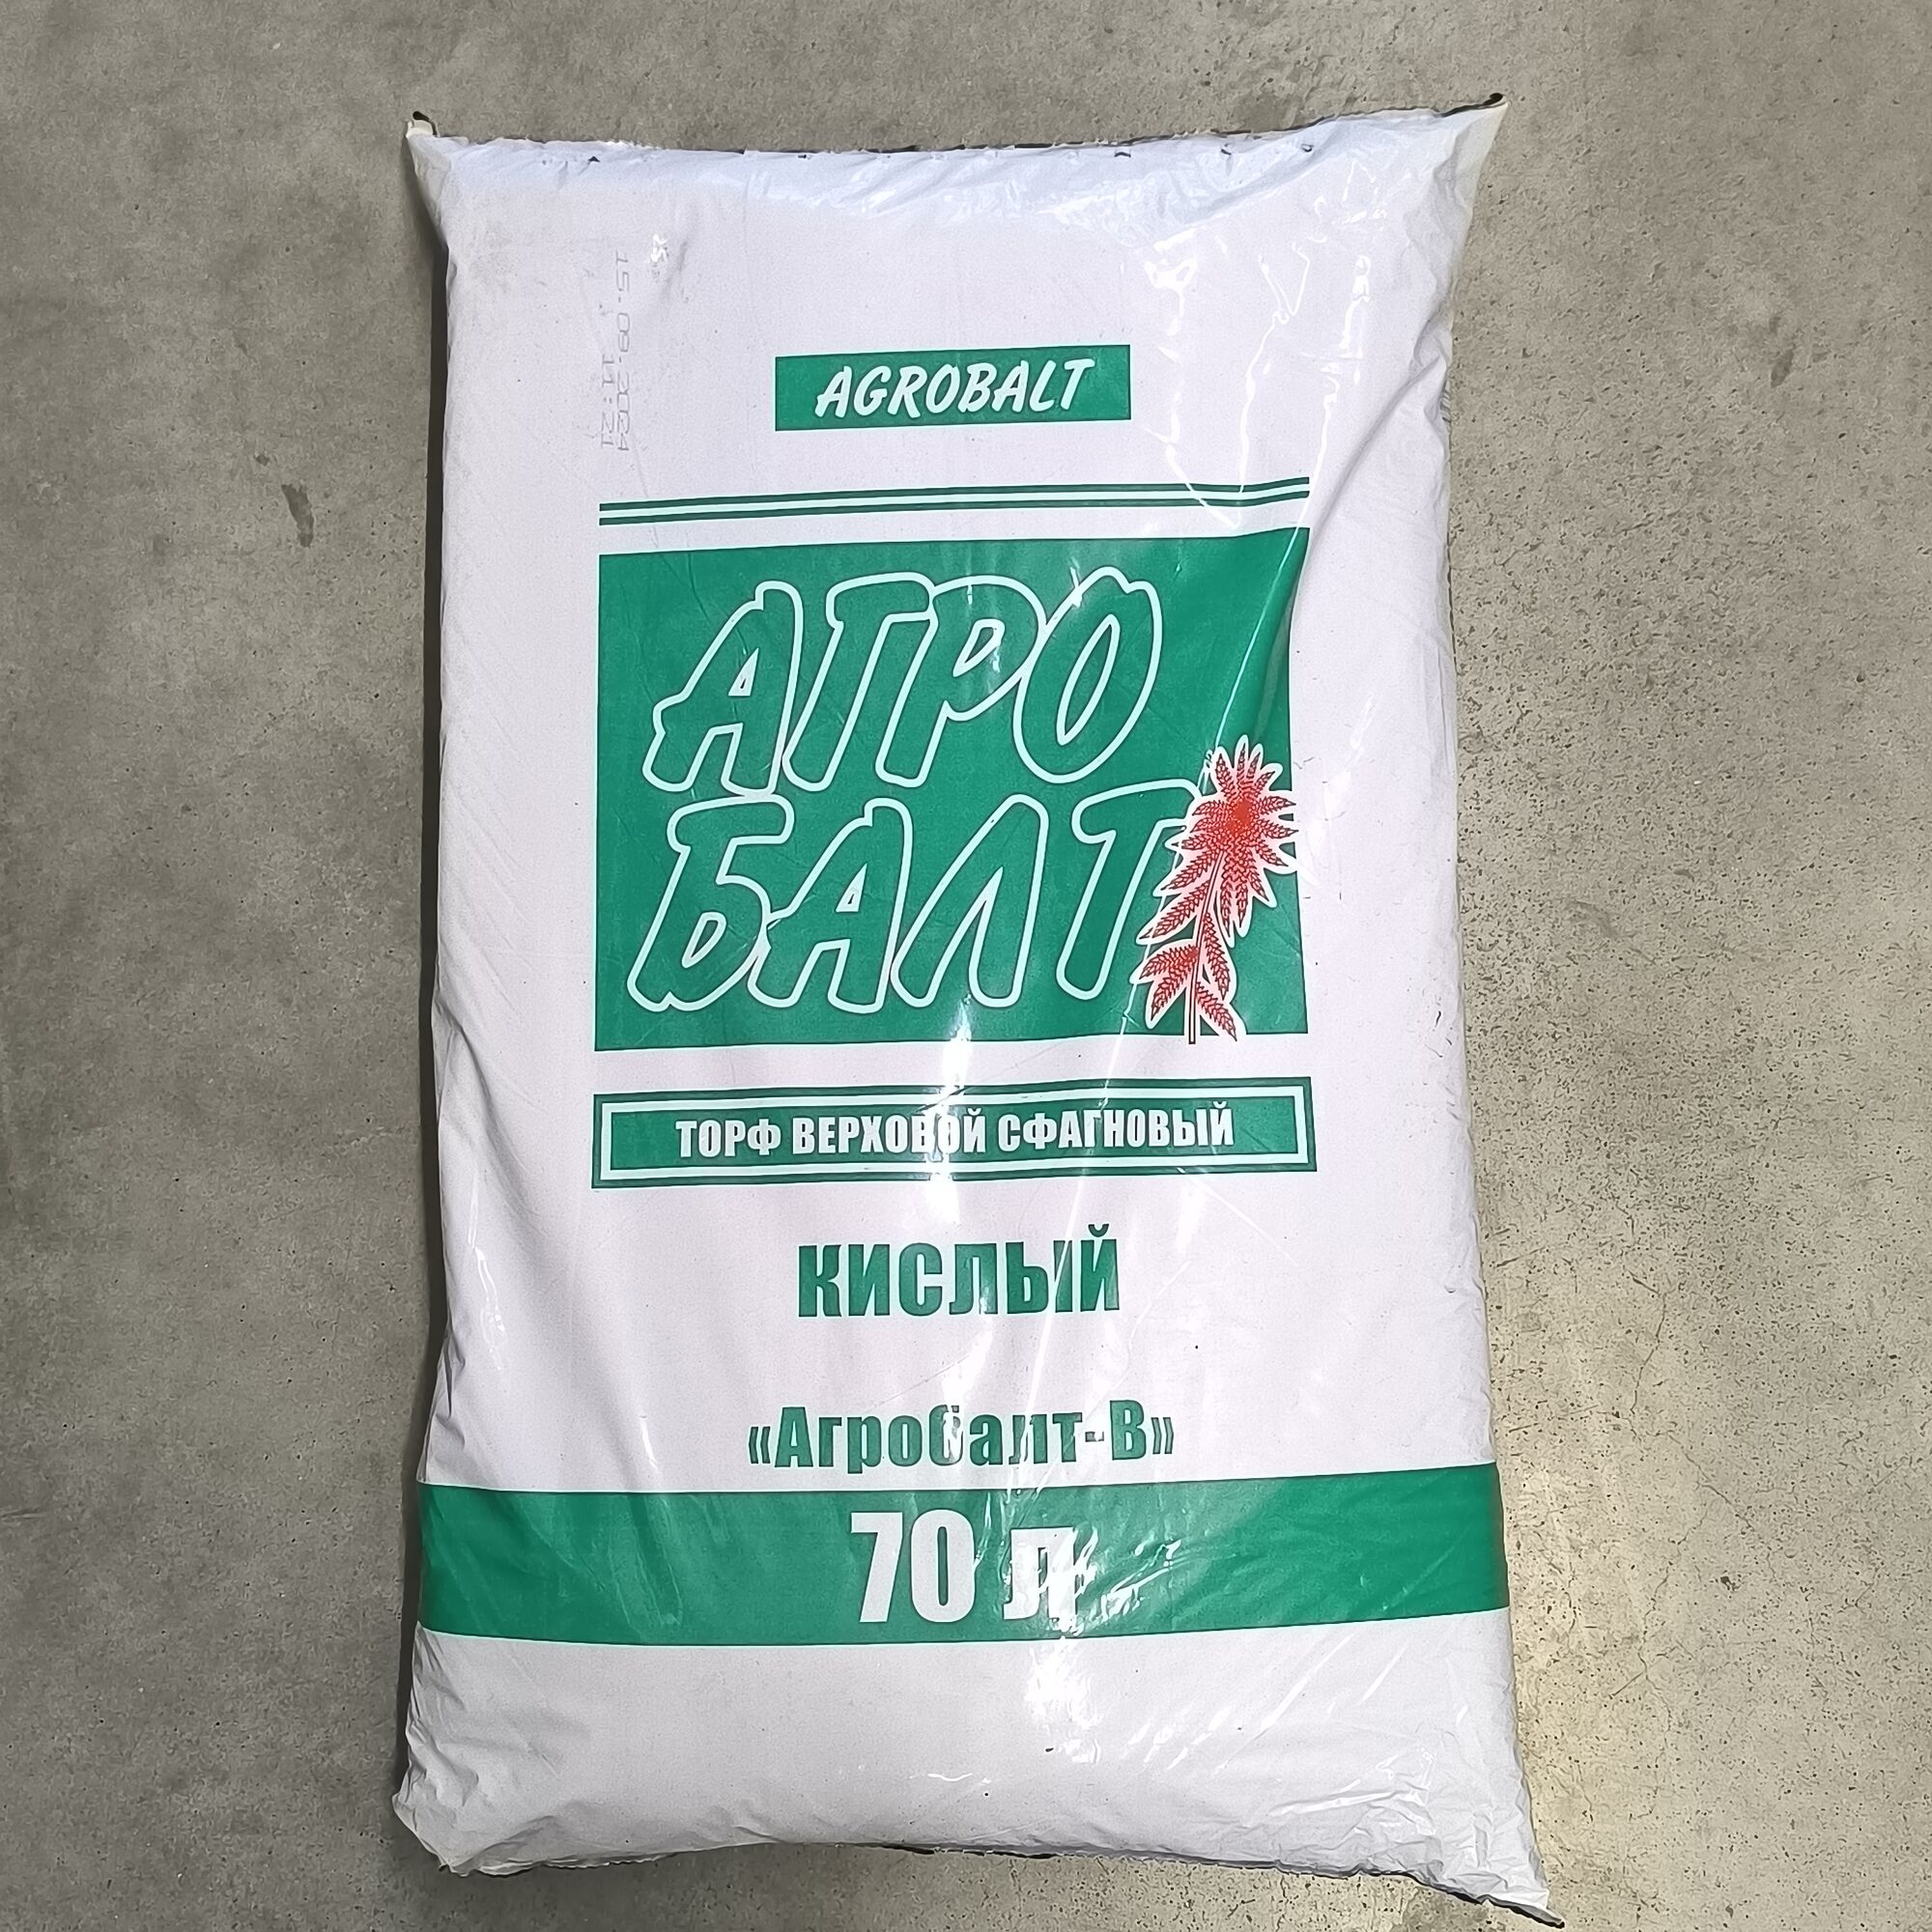 15.09.2024
11:21
AGROBALT
АГРО
БАЛТ
ТОРФ ВЕРХОВОЙ СФАГНОВЫЙ
КИСЛЫЙ
«Агробалт-В»
70 л